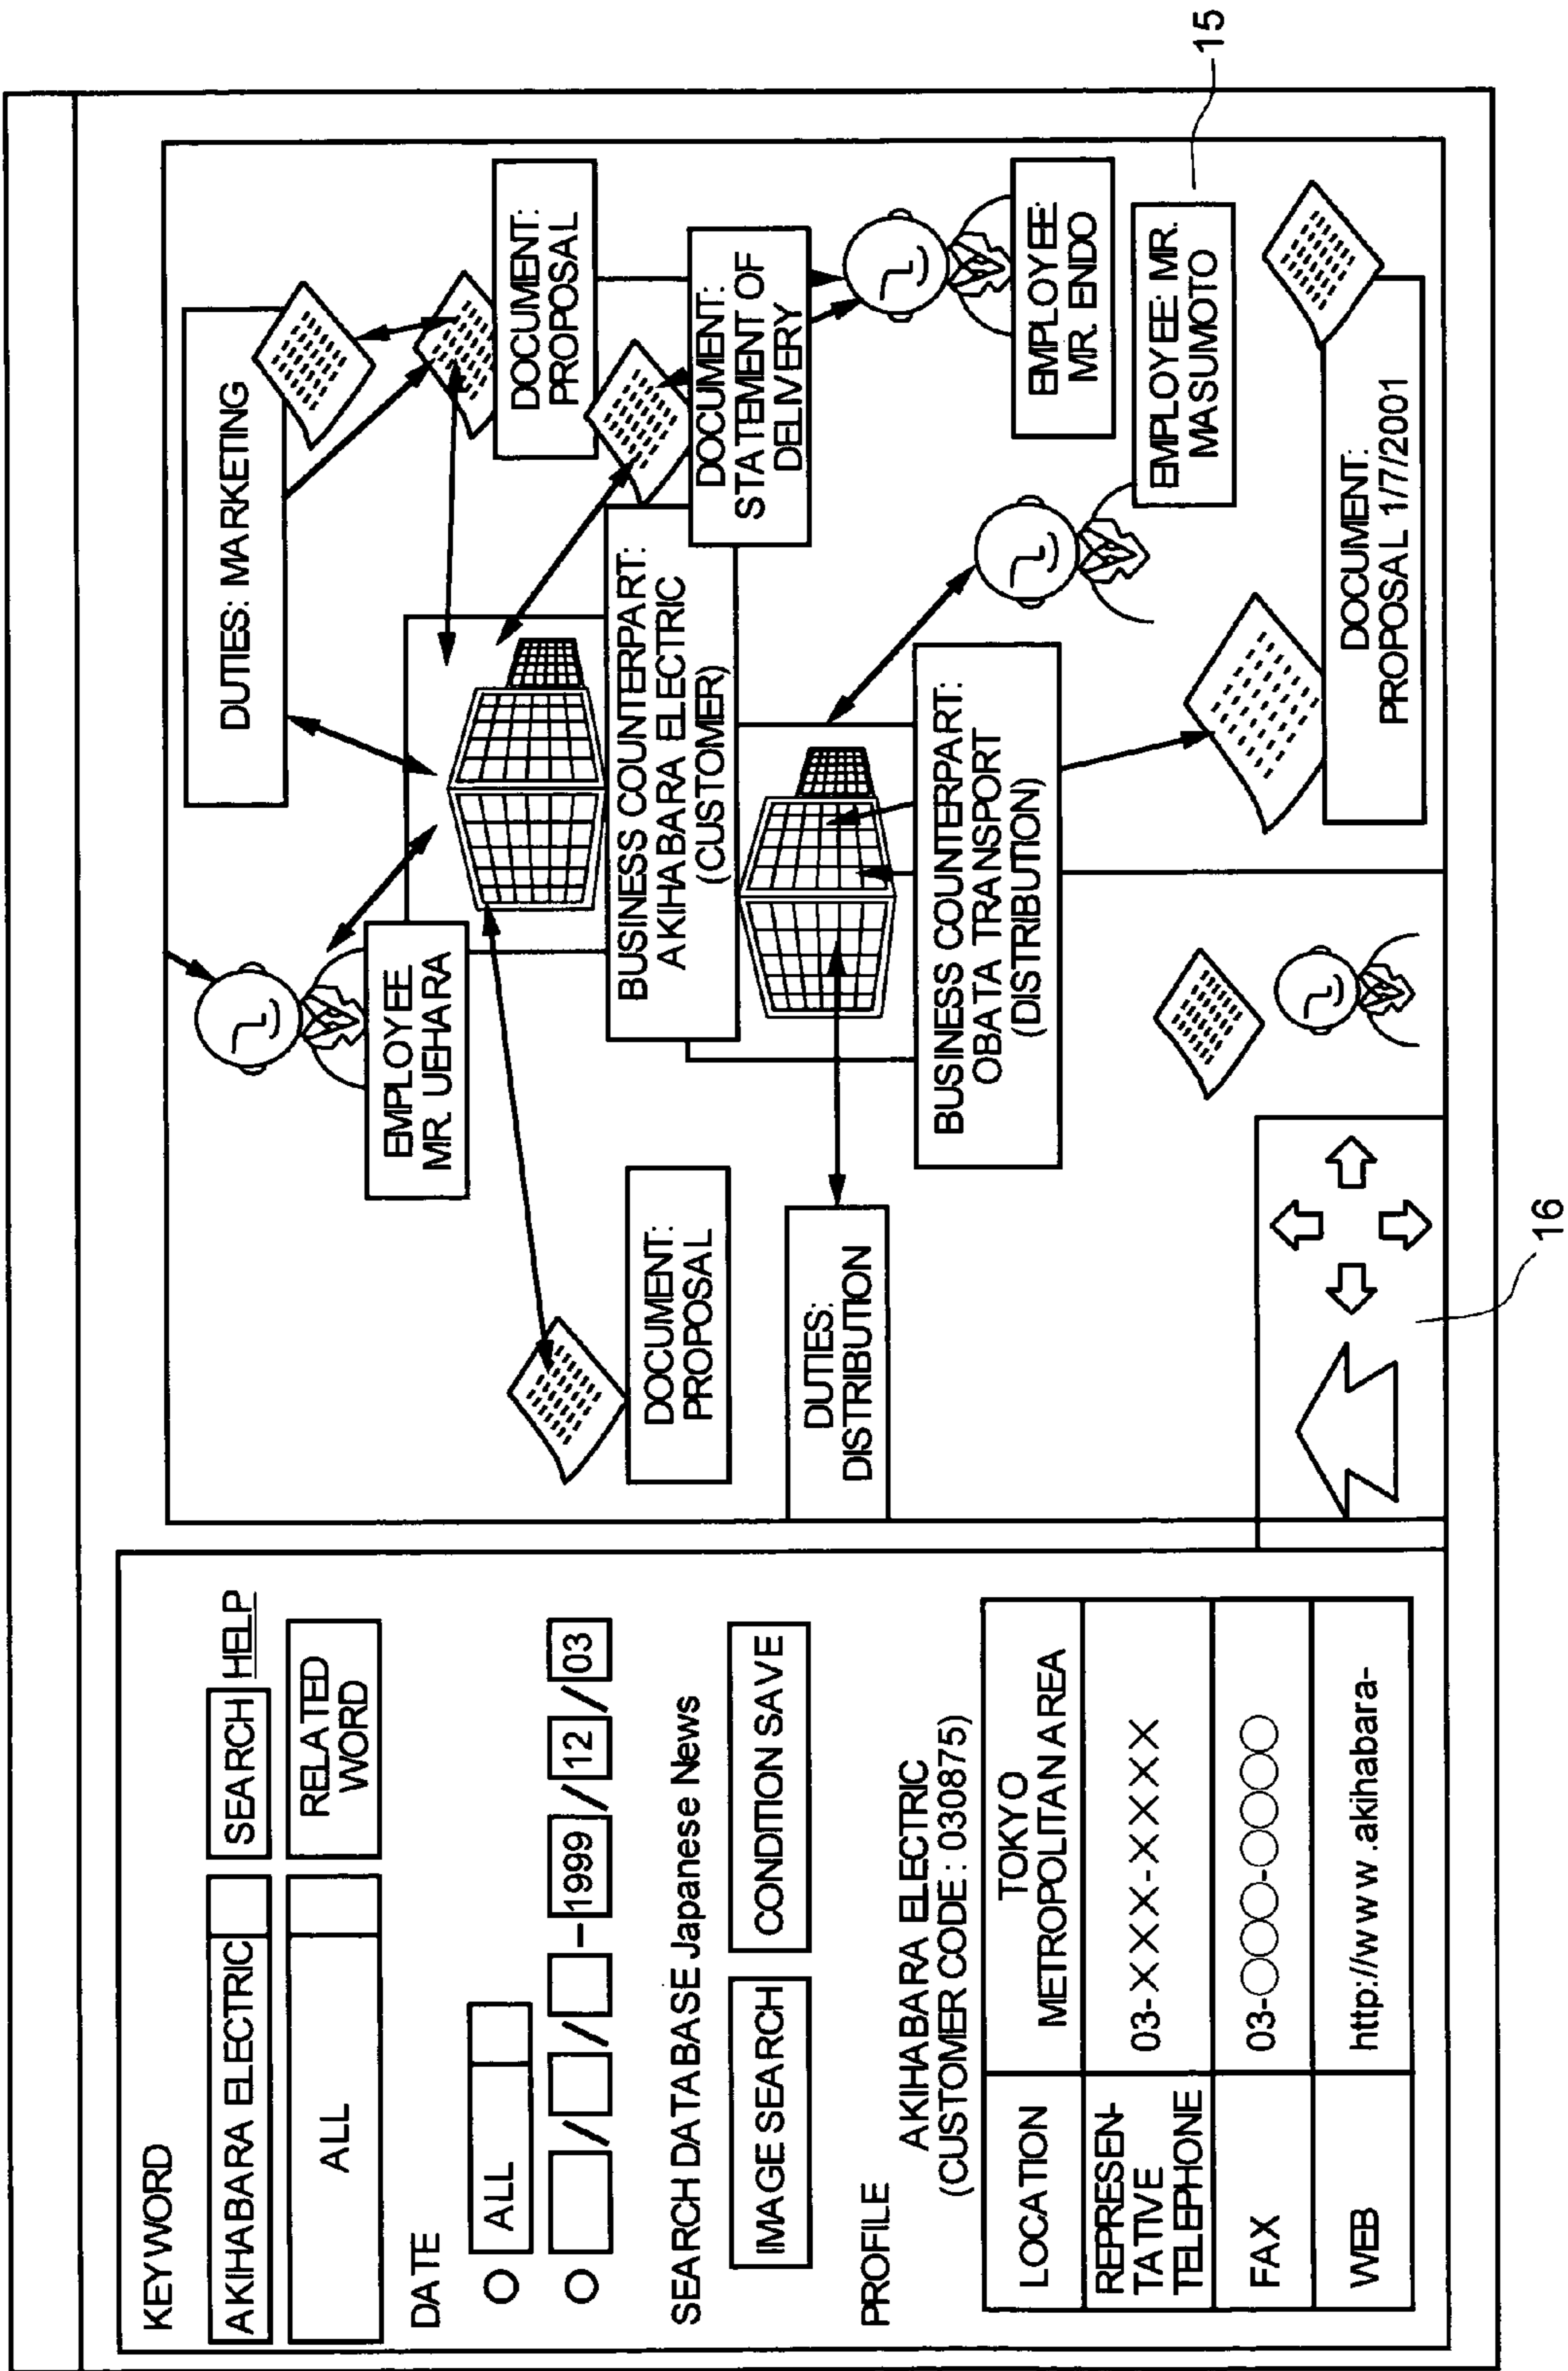 KEYWORD
AKIHABARA ELECTRIC
SEARCH
HELP
ALL
RELATED
WORD
DATE
ALL
/ / – 1999 / 12 / 03
SEARCH DATABASE Japanese News
IMAGE SEARCH
CONDITION SAVE
PROFILE
AKIHABARA ELECTRIC
(CUSTOMER CODE: 030875)
LOCATION
TOKYO
METROPOLITAN AREA
REPRESEN-
TATIVE
TELEPHONE
03-XXXX-XXXX
FAX
03-○○○-○○○○
WEB
http://www.akihabara-
DUTIES: MARKETING
EMPLOYEE
MR. UEHARA
DOCUMENT:
PROPOSAL
DOCUMENT:
PROPOSAL
BUSINESS COUNTERPART:
AKIHABARA ELECTRIC
(CUSTOMER)
DOCUMENT:
STATEMENT OF
DELIVERY
DUTIES:
DISTRIBUTION
BUSINESS COUNTERPART:
OBATA TRANSPORT
(DISTRIBUTION)
EMPLOYEE:
MR. ENDO
EMPLOYEE: MR.
MASUMOTO
DOCUMENT:
PROPOSAL 1/7/2001
15
16